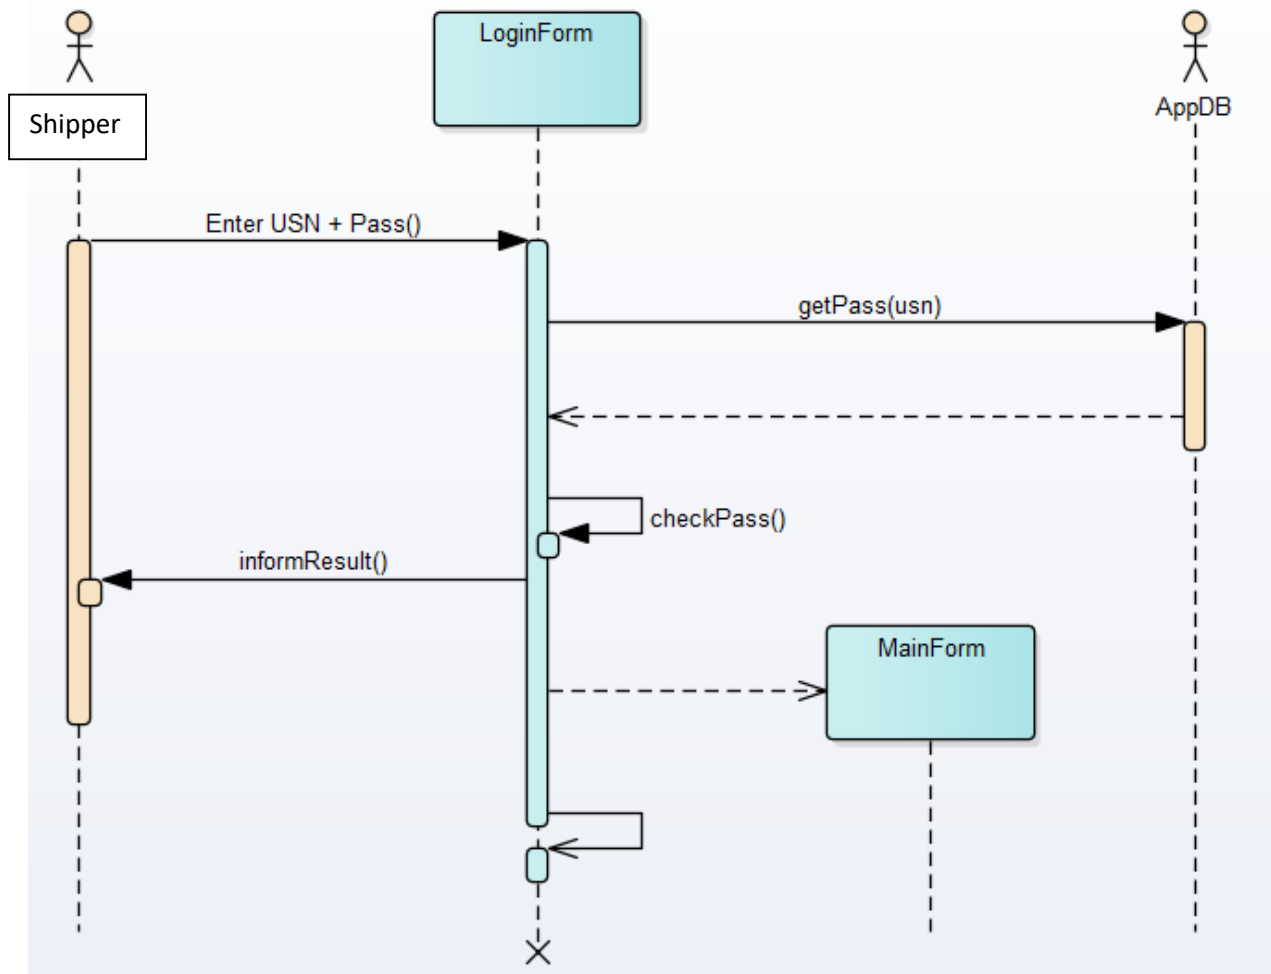 LoginForm
Shipper
AppDB
Enter USN + Pass()
getPass(usn)
checkPass()
informResult()
MainForm